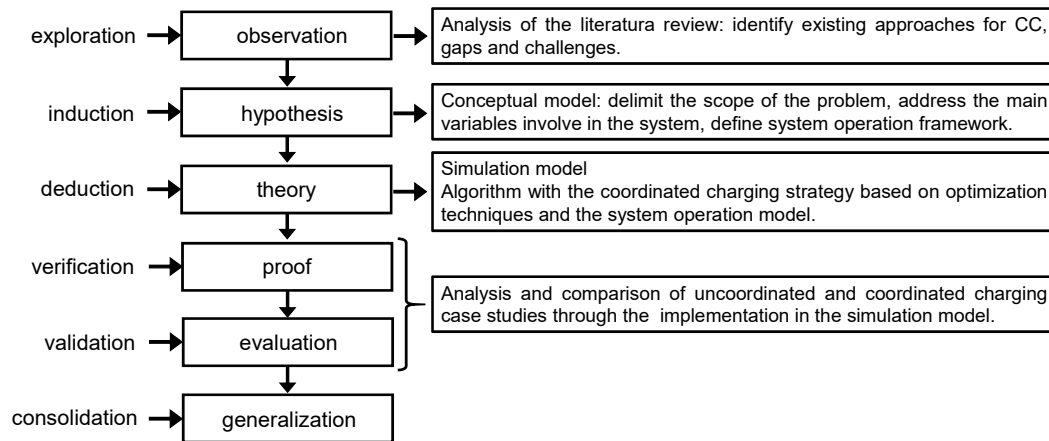 exploration
observation
Analysis of the literatura review: identify existing approaches for CC,
gaps and challenges.
induction
hypothesis
Conceptual model: delimit the scope of the problem, address the main
variables involve in the system, define system operation framework.
deduction
theory
Simulation model
Algorithm with the coordinated charging strategy based on optimization
techniques and the system operation model.
verification
proof
Analysis and comparison of uncoordinated and coordinated charging
case studies through the implementation in the simulation model.
validation
evaluation
consolidation
generalization